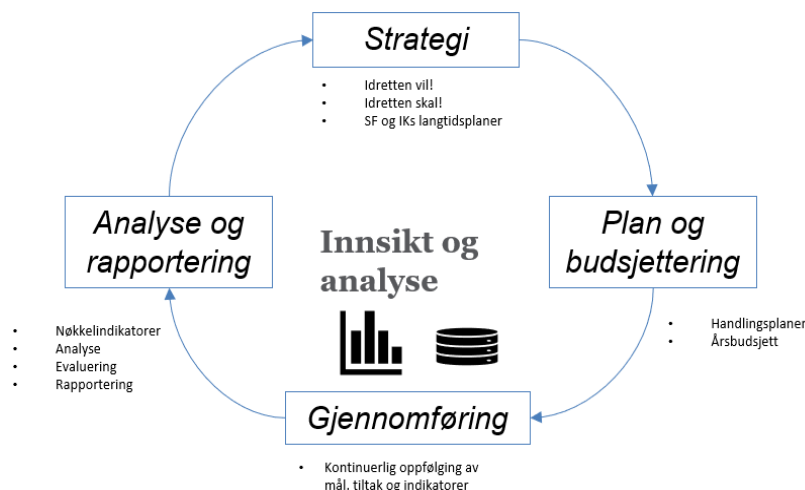 Strategi
• Idretten vil!
• Idretten skal!
• SF og IKs langtidsplaner
Analyse og
rapportering
Innsikt og
analyse
Plan og
budsjettering
• Nøkkelindikatorer
• Analyse
• Evaluering
• Rapportering
• Handlingsplaner
• Årsbudsjett
Gjennomføring
• Kontinuerlig oppfølging av
mål, tiltak og indikatorer